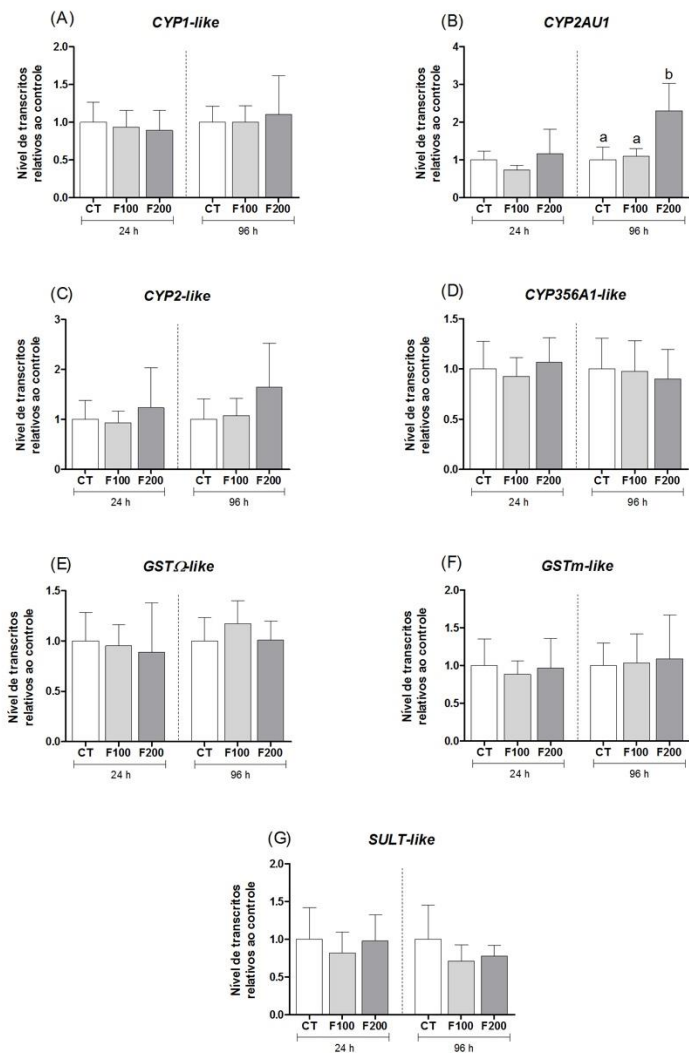 (A)
CYP1-like
Nível de transcritos
relativos ao controle
2.0
1.5
1.0
0.5
0.0
CT F100 F200 CT F100 F200
24 h 96 h
(B)
CYP2AU1
Nível de transcritos
relativos ao controle
4
3
2
1
0
a a b
CT F100 F200 CT F100 F200
24 h 96 h
(C)
CYP2-like
Nível de transcritos
relativos ao controle
3
2
1
0
CT F100 F200 CT F100 F200
24 h 96 h
(D)
CYP356A1-like
Nível de transcritos
relativos ao controle
1.5
1.0
0.5
0.0
CT F100 F200 CT F100 F200
24 h 96 h
(E)
GSTΩ-like
Nível de transcritos
relativos ao controle
1.5
1.0
0.5
0.0
CT F100 F200 CT F100 F200
24 h 96 h
(F)
GSTm-like
Nível de transcritos
relativos ao controle
2.0
1.5
1.0
0.5
0.0
CT F100 F200 CT F100 F200
24 h 96 h
(G)
SULT-like
Nível de transcritos
relativos ao controle
2.0
1.5
1.0
0.5
0.0
CT F100 F200 CT F100 F200
24 h 96 h